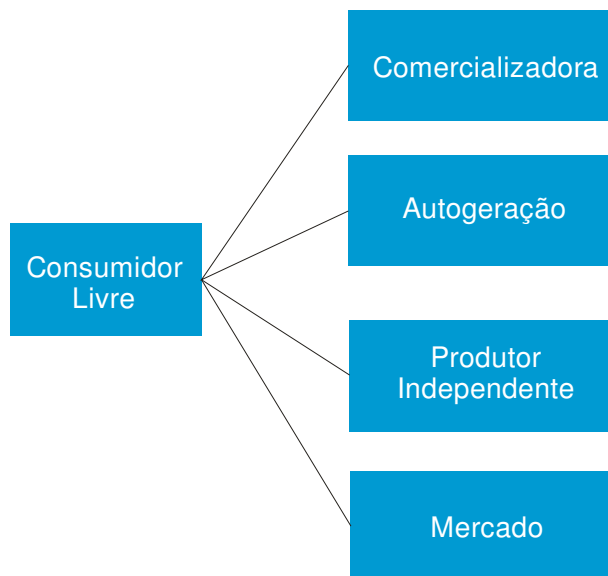 Comercializadora
Autogeração
Consumidor
Livre
Produtor
Independente
Mercado